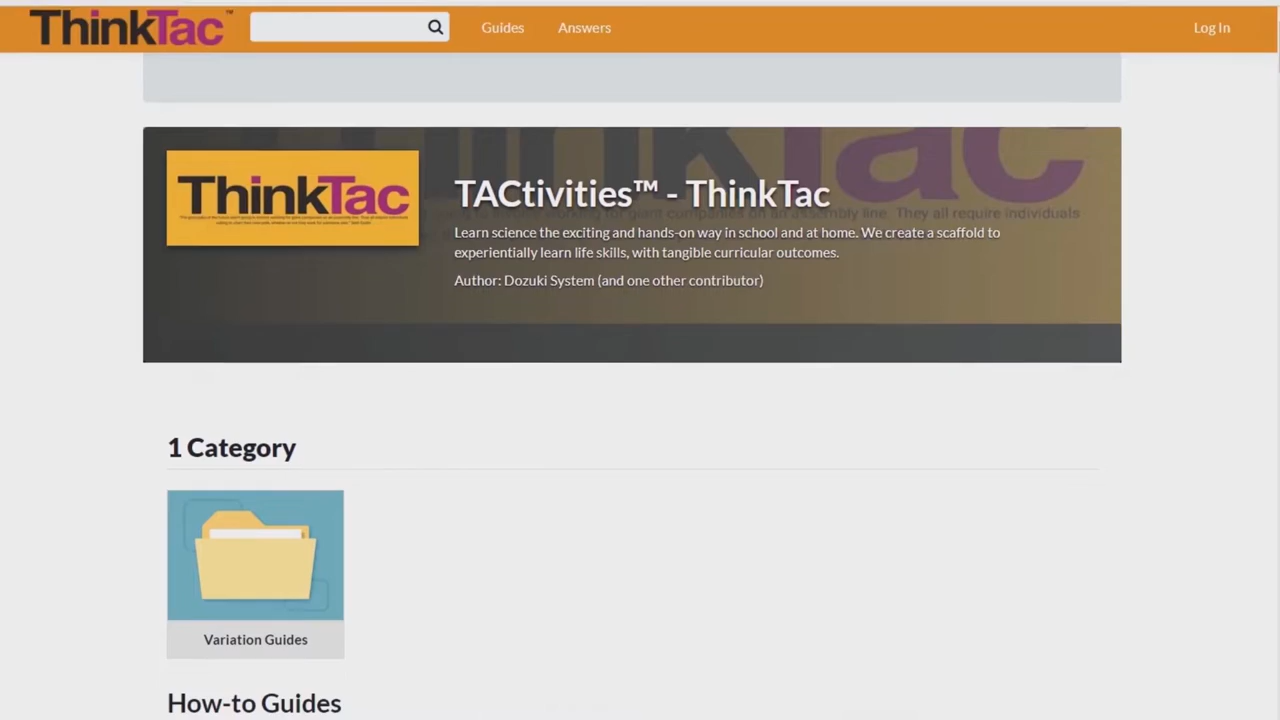 ThinkTac™
Guides
Answers
Log In
ThinkTac
TACtivities™ - ThinkTac
Learn science the exciting and hands-on way in school and at home. We create a scaffold to
experientially learn life skills, with tangible curricular outcomes.
Author: Dozuki System (and one other contributor)
1 Category
Variation Guides
How-to Guides